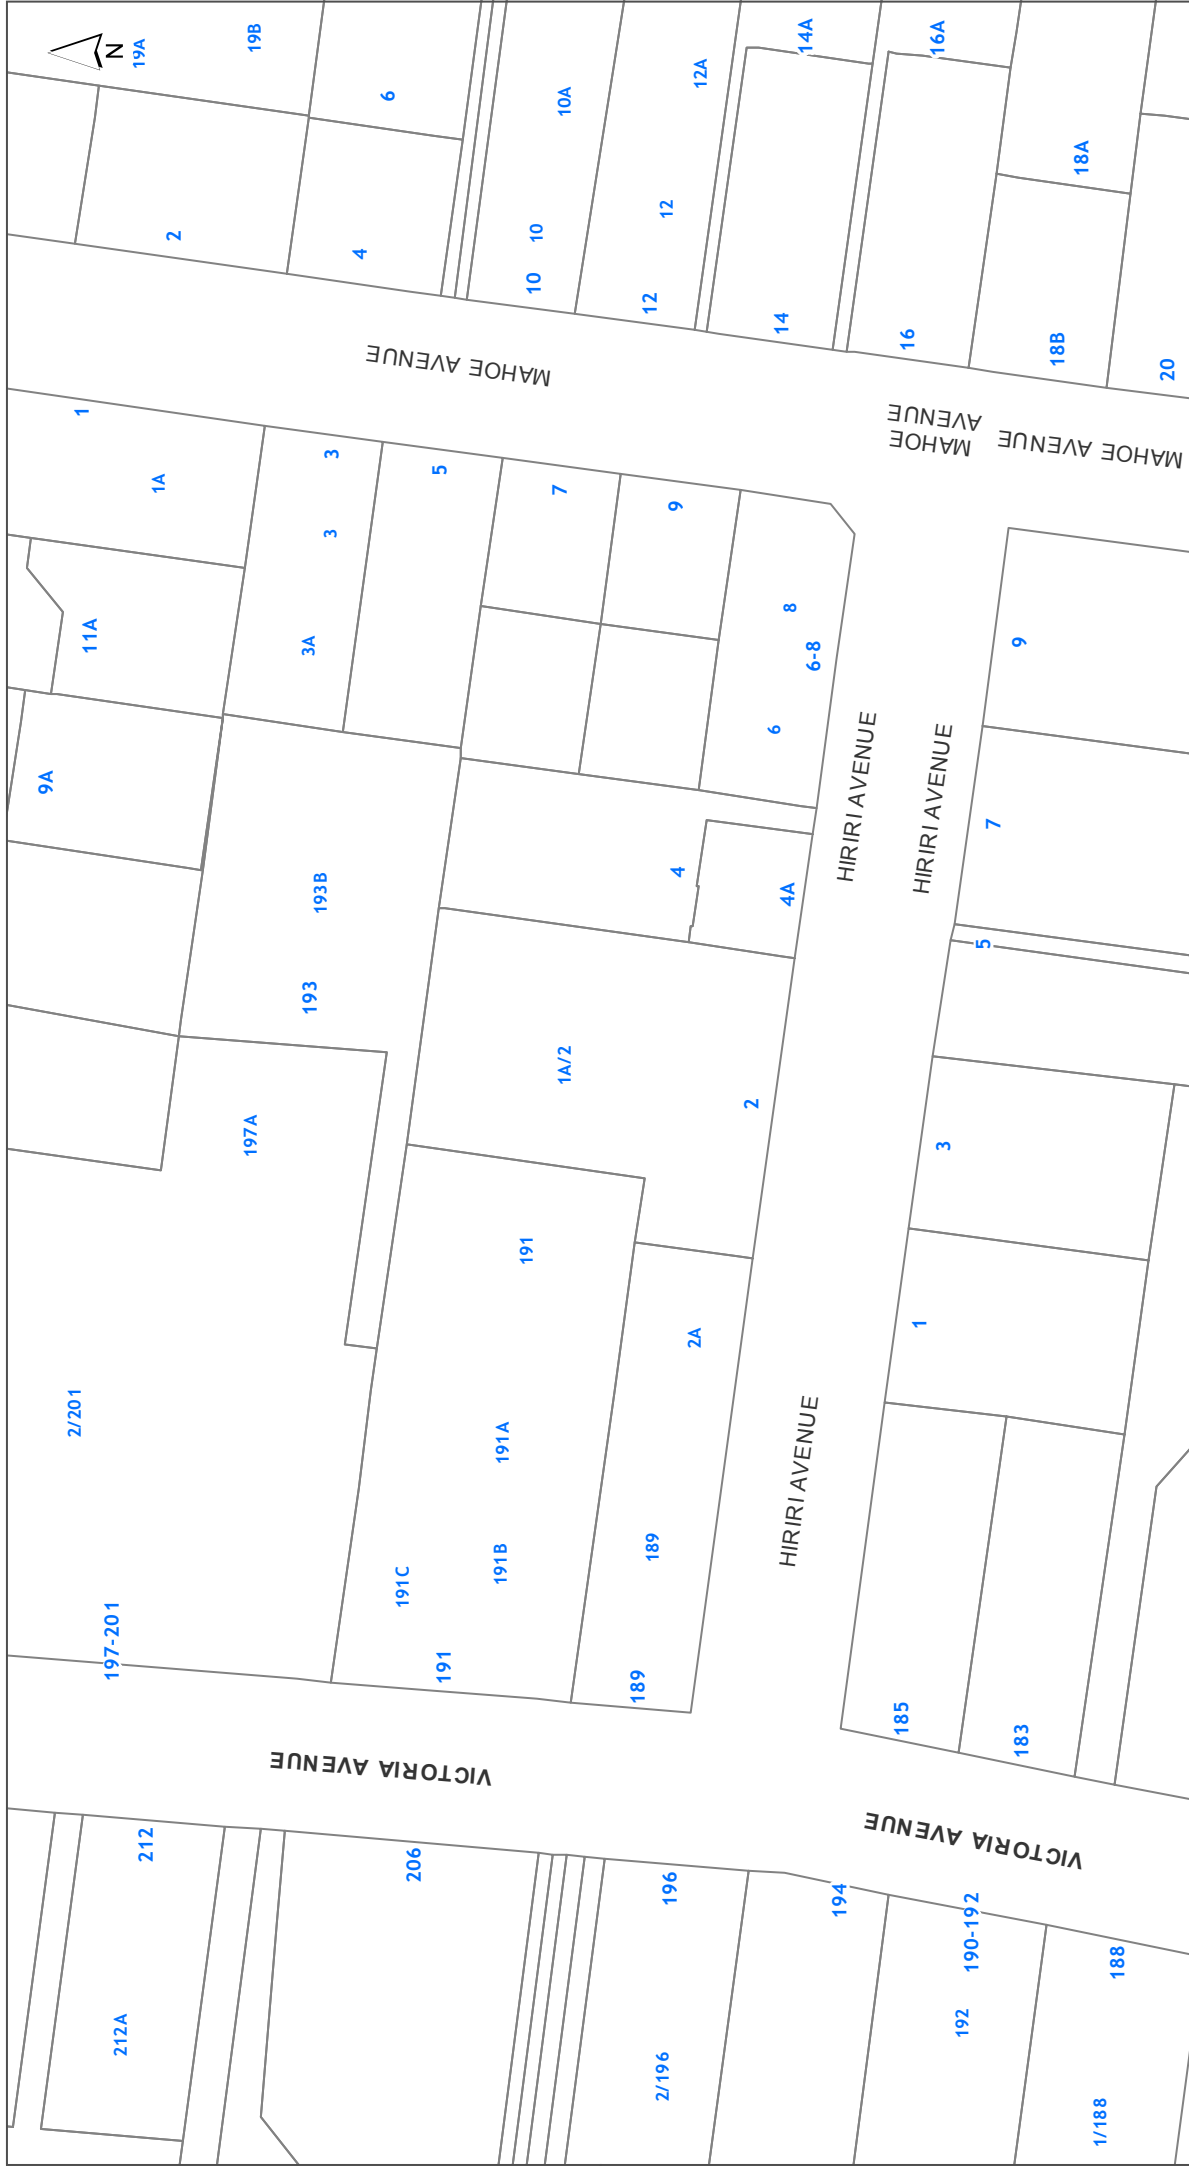 N
19A
19B
6
2
4
10A
10
10
12A
12
12
14A
14
16A
16
18A
18B
20
MAHOE AVENUE
MAHOE
AVENUE
MAHOE AVENUE
1
1A
11A
9A
3
3
3A
5
7
9
8
6-8
6
4
4A
HIRIRI AVENUE
HIRIRI AVENUE
9
7
5
3
1
193B
193
197A
1A/2
2
191
2A
2/201
197-201
191A
191B
191C
191
189
189
HIRIRI AVENUE
185
183
VICTORIA AVENUE
VICTORIA AVENUE
212
212A
206
196
2/196
194
190-192
192
188
1/188